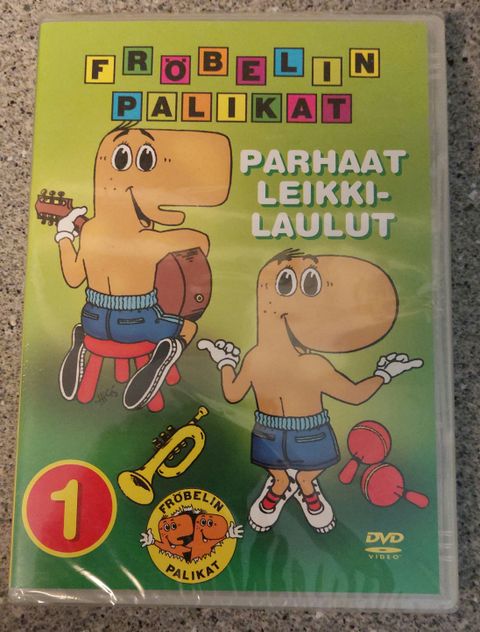 FRÖBELIN
PALIKAT
PARHAAT
LEIKKI-
LAULUT
1
FRÖBELIN
PALIKAT
DVD
VIDEO